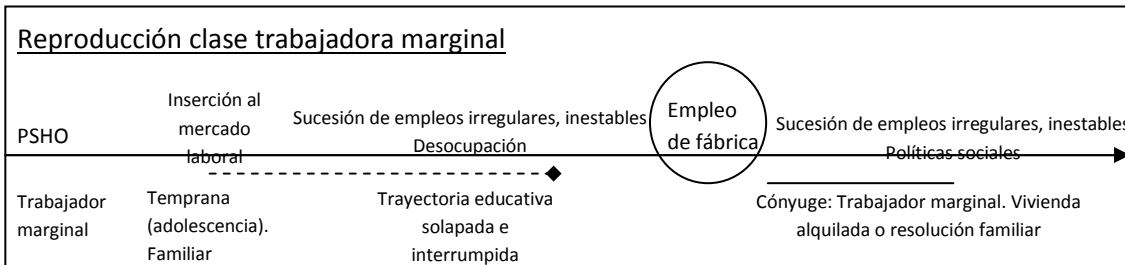 Reproducción clase trabajadora marginal
PSHO
Inserción al
mercado
laboral
Sucesión de empleos irregulares, inestables
Desocupación
Empleo
de fábrica
Sucesión de empleos irregulares, inestables
Políticas sociales
Trabajador
marginal
Temprana
(adolescencia).
Familiar
Trayectoria educativa
solapada e
interrumpida
Cónyuge: Trabajador marginal. Vivienda
alquilada o resolución familiar